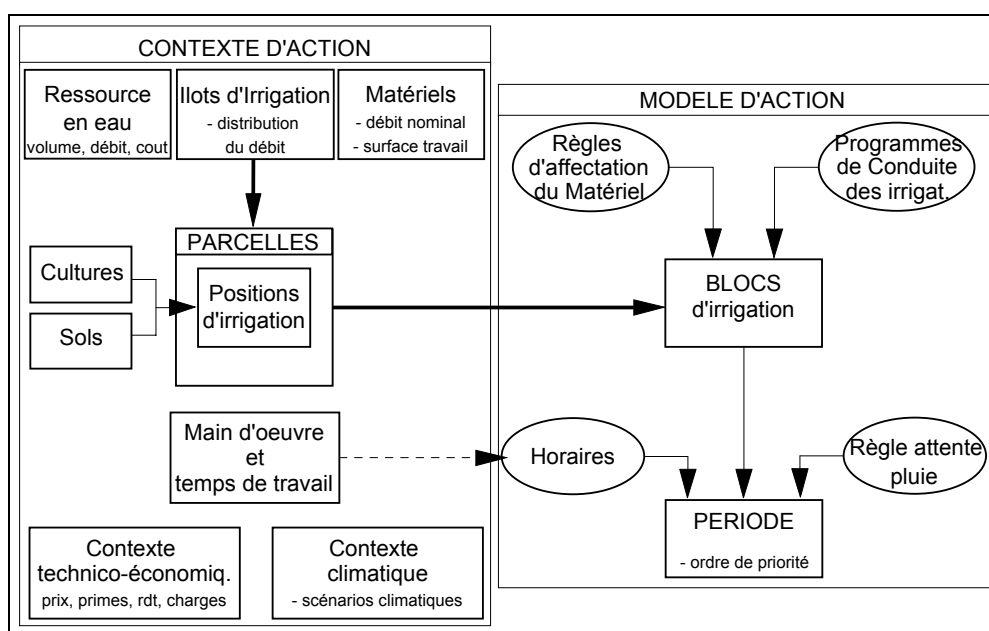 CONTEXTE D'ACTION
Ressource
en eau
volume, débit, cout
Ilots d'Irrigation
- distribution
du débit
Matériels
- débit nominal
- surface travail
PARCELLES
Positions
d'irrigation
Cultures
Sols
Main d'oeuvre
et
temps de travail
Contexte
technico-économiq.
prix, primes, rdt, charges
Contexte
climatique
- scénarios climatiques
MODELE D'ACTION
Règles
d'affectation
du Matériel
Programmes
de Conduite
des irrigat.
BLOCS
d'irrigation
Horaires
Règle attente
pluie
PERIODE
- ordre de priorité